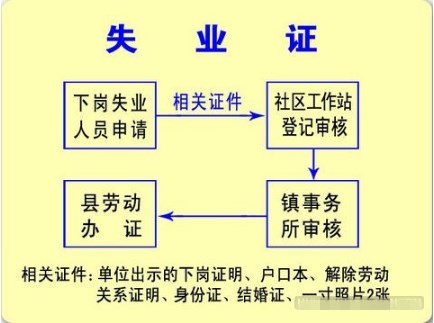 失业证
下岗失业
人员申请
相关证件
社区工作站
登记审核
镇事务
所审核
县劳动
办 证
相关证件: 单位出示的下岗证明、户口本、解除劳动
关系证明、身份证、结婚证、一寸照片2张